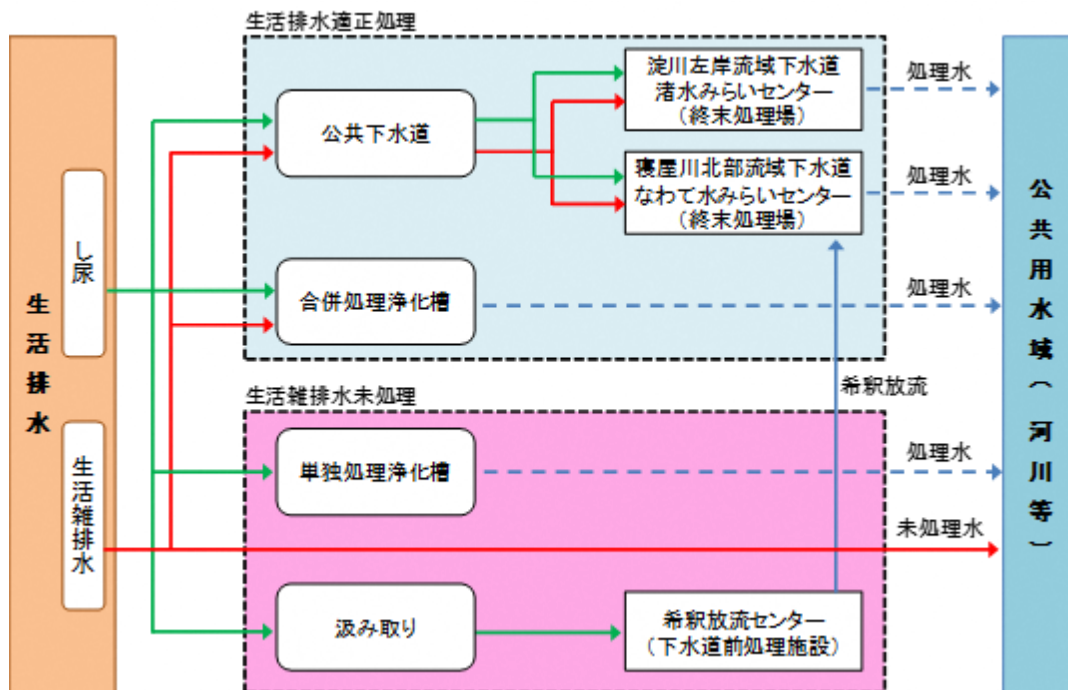 生活排水
し尿
生活雑排水
生活排水適正処理
公共下水道
合併処理浄化槽
淀川左岸流域下水道
渚水みらいセンター
(終末処理場)
寝屋川北部流域下水道
なわて水みらいセンター
(終末処理場)
処理水
処理水
処理水
希釈放流
生活雑排水未処理
単独処理浄化槽
処理水
未処理水
汲み取り
希釈放流センター
(下水道前処理施設)
公共用水域(河川等)